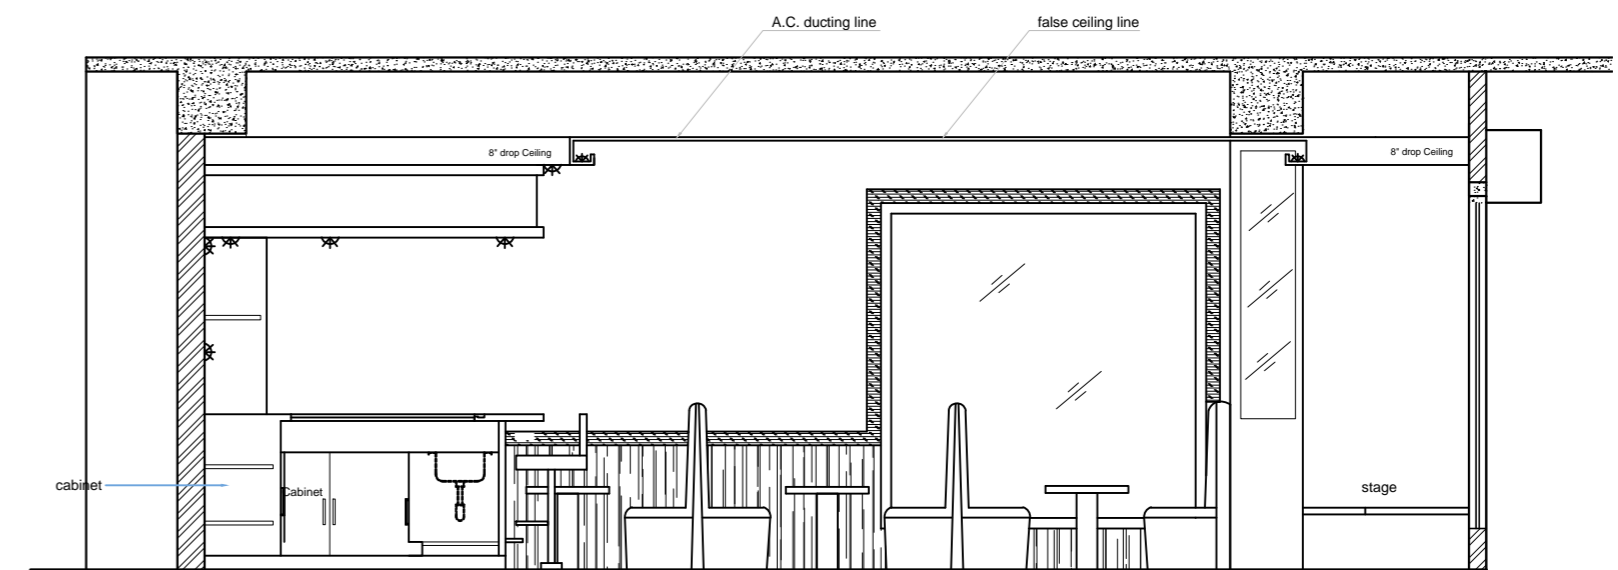 A.C. ducting line
false ceiling line
8" drop Ceiling
8" drop Ceiling
cabinet
Cabinet
stage